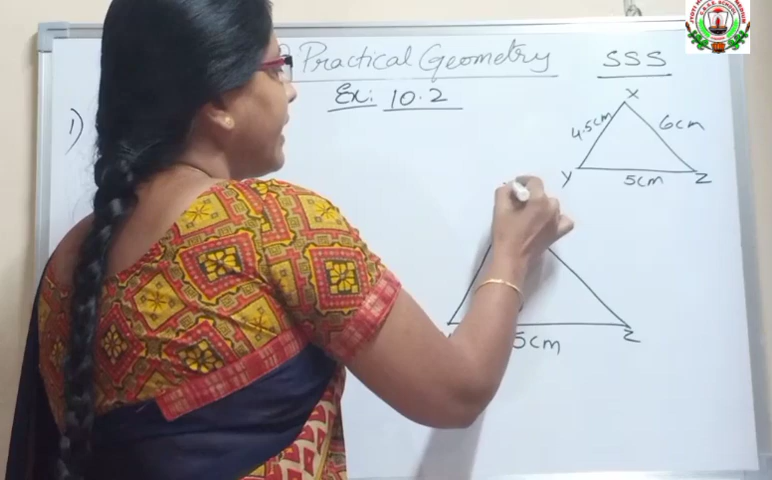 Practical Geometry SSS
Ex: 10.2
1)
X
4.5cm 6cm
Y 5cm Z
5cm Z